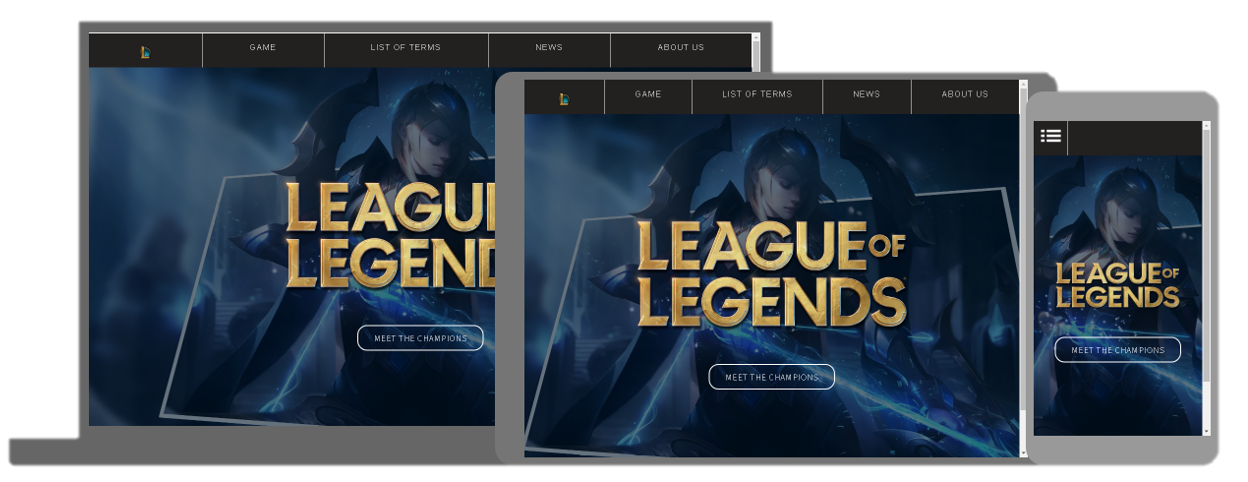 GAME LIST OF TERMS NEWS ABOUT US
LEAGU
LEGEND
MEET THE CHAMPIONS
GAME LIST OF TERMS NEWS ABOUT US
LEAGUE OF
LEGENDS
MEET THE CHAMPIONS
LEAGUE OF
LEGENDS
MEET THE CHAMPIONS